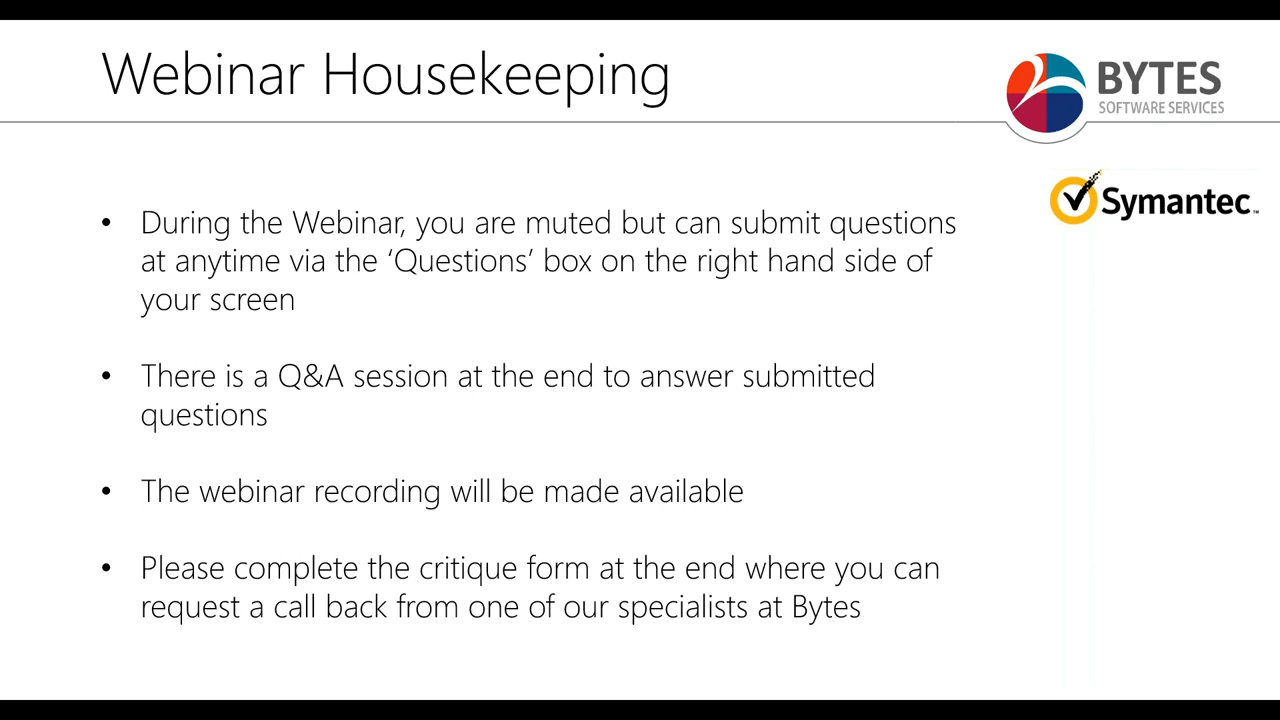 Webinar Housekeeping
BYTES
SOFTWARE SERVICES
Symantec™
• During the Webinar, you are muted but can submit questions
at anytime via the ‘Questions’ box on the right hand side of
your screen
• There is a Q&A session at the end to answer submitted
questions
• The webinar recording will be made available
• Please complete the critique form at the end where you can
request a call back from one of our specialists at Bytes